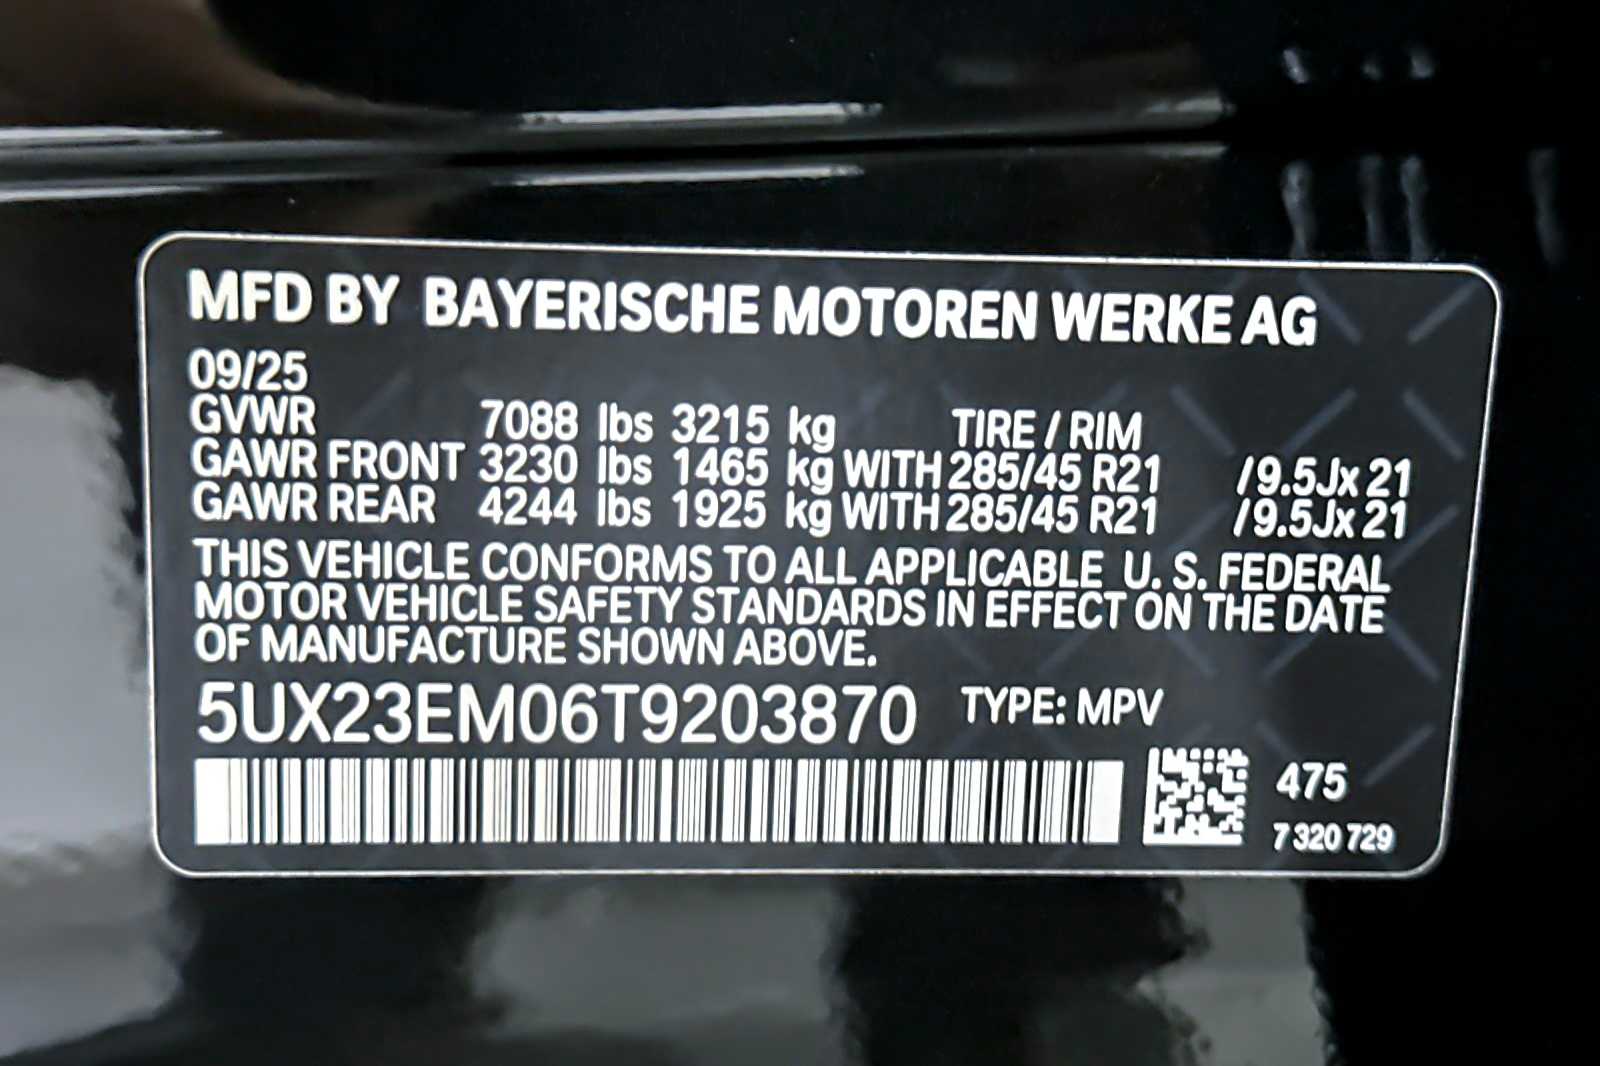 MFD BY BAYERISCHE MOTOREN WERKE AG
09/25
GVWR 7088 lbs 3215 kg TIRE / RIM
GAWR FRONT 3230 lbs 1465 kg WITH 285/45 R21 /9.5Jx 21
GAWR REAR 4244 lbs 1925 kg WITH 285/45 R21 /9.5Jx 21
THIS VEHICLE CONFORMS TO ALL APPLICABLE U. S. FEDERAL
MOTOR VEHICLE SAFETY STANDARDS IN EFFECT ON THE DATE
OF MANUFACTURE SHOWN ABOVE.
5UX23EM06T9203870 TYPE: MPV
475
7 320 729